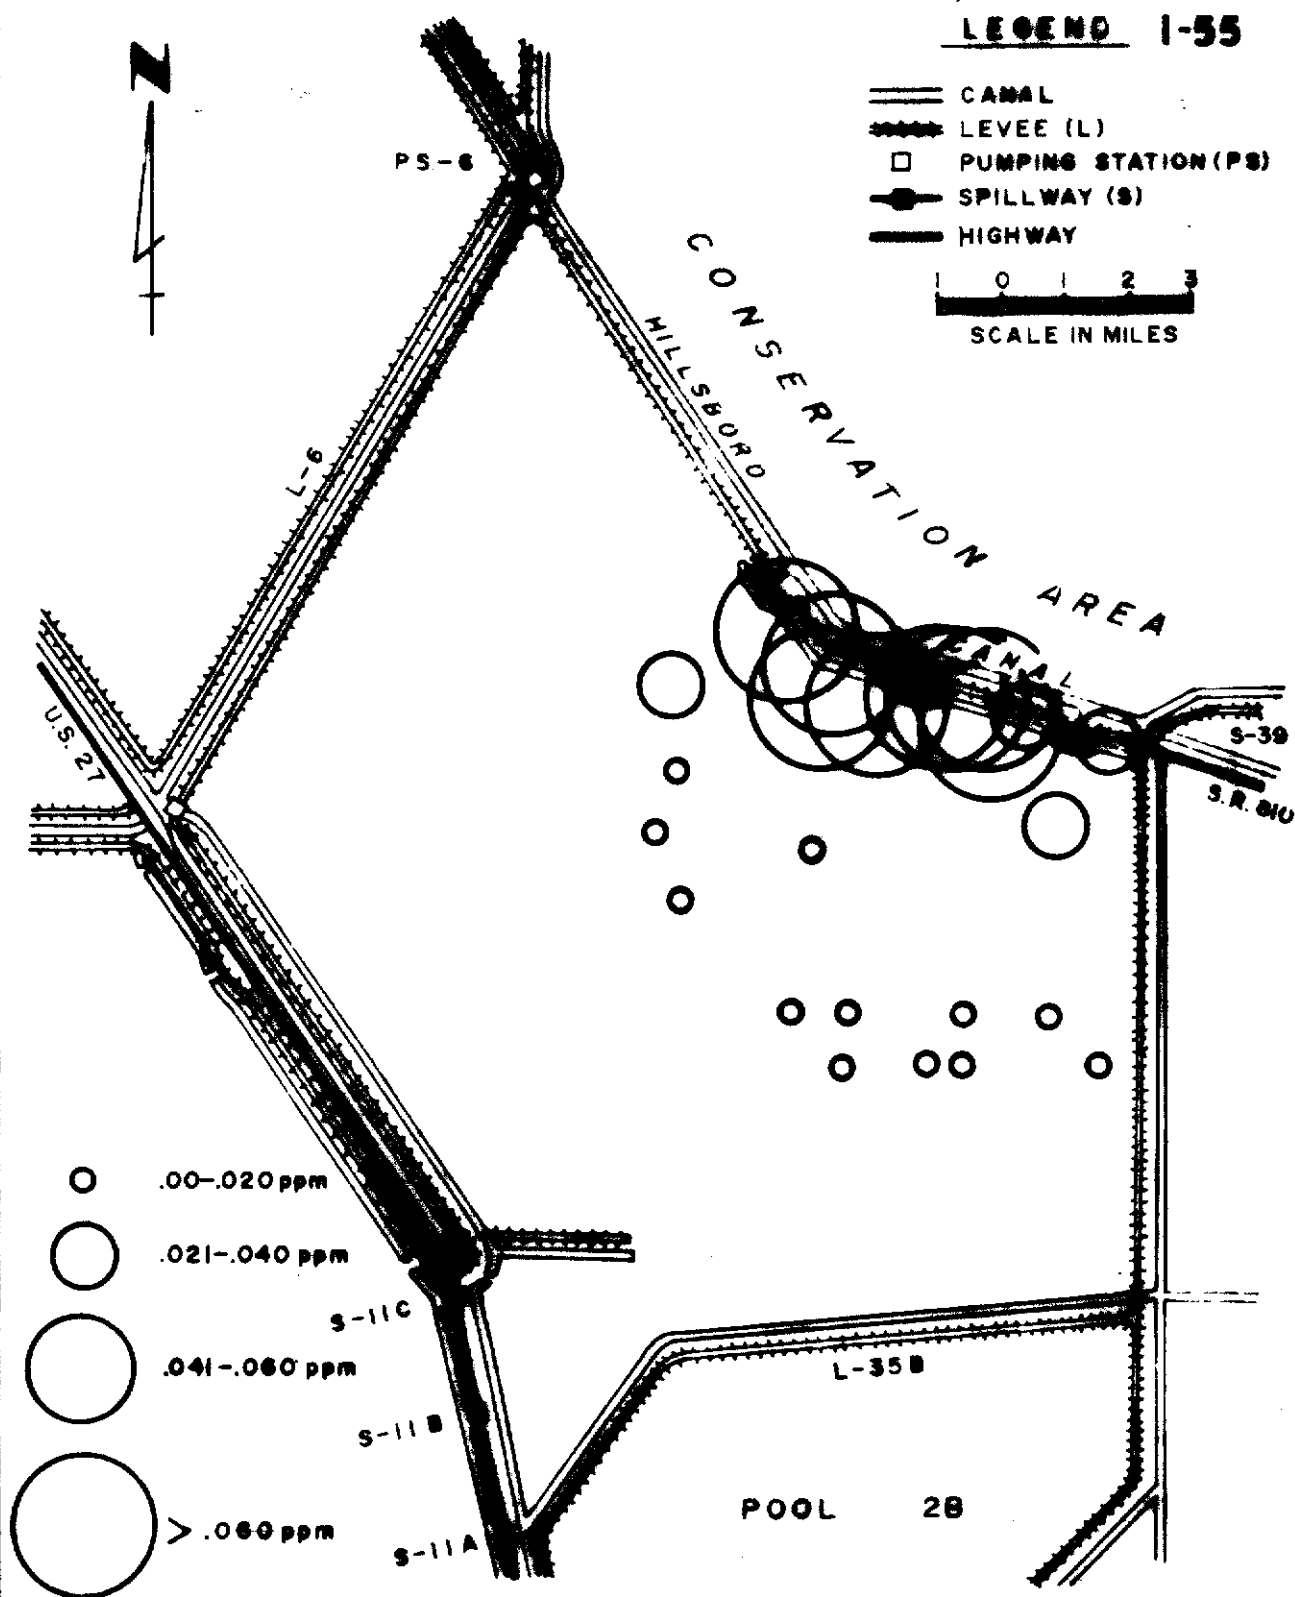 LEGEND I-55
N
CANAL
LEVEE (L)
PUMPING STATION (PS)
SPILLWAY (S)
HIGHWAY
1 0 1 2 3
SCALE IN MILES
PS-6
CONSERVATION AREA
HILLSBORO
CANAL
L-6
U.S. 27
S-39
S.R. 810
.00-.020 ppm
.021-.040 ppm
.041-.060 ppm
> .060 ppm
S-11C
S-11B
S-11A
L-35B
POOL 2B